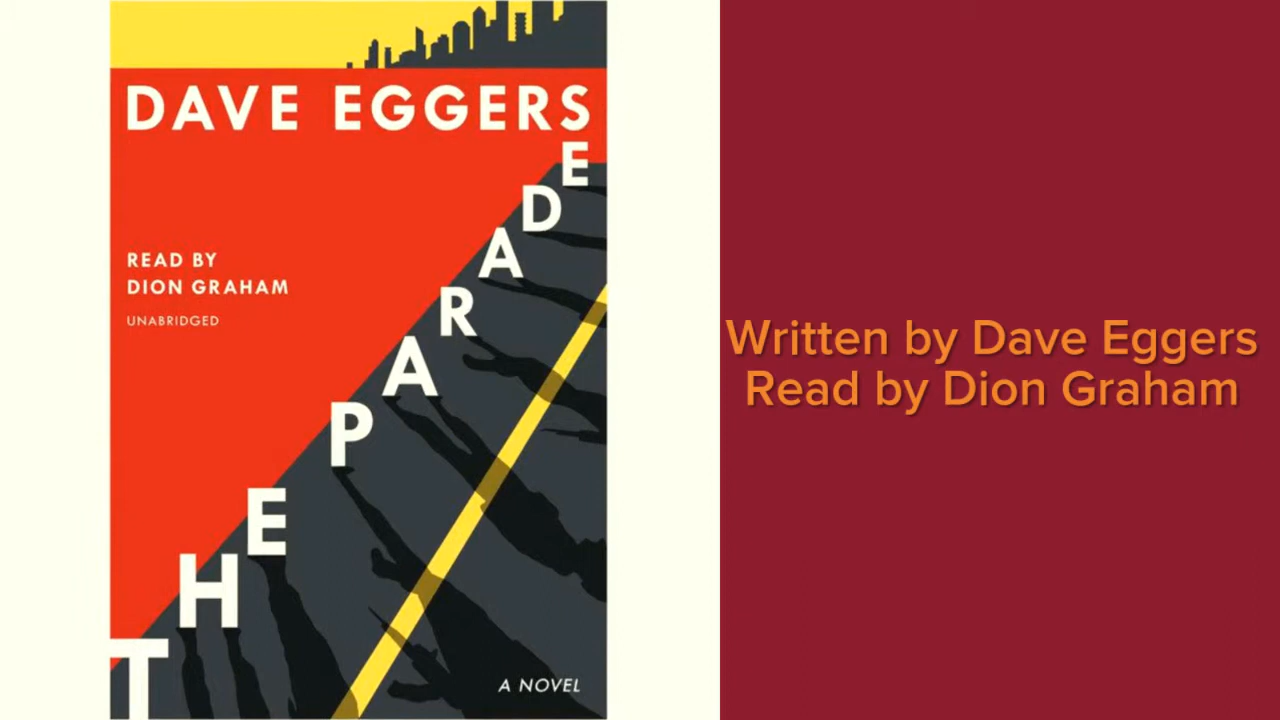 DAVE EGGERS
THE PARADE
READ BY
DION GRAHAM
UNABRIDGED
A NOVEL
Written by Dave Eggers
Read by Dion Graham